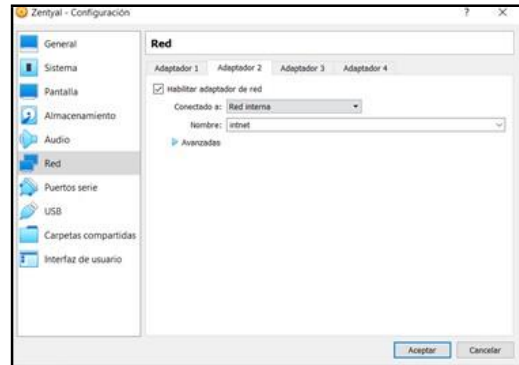 Zentyal - Configuración
? ×
General
Sistema
Pantalla
Almacenamiento
Audio
Red
Puertos serie
USB
Carpetas compartidas
Interfaz de usuario
Red
Adaptador 1 Adaptador 2 Adaptador 3 Adaptador 4
Habilitar adaptador de red
Conectado a: Red interna
Nombre: intnet
Avanzadas
Aceptar Cancelar